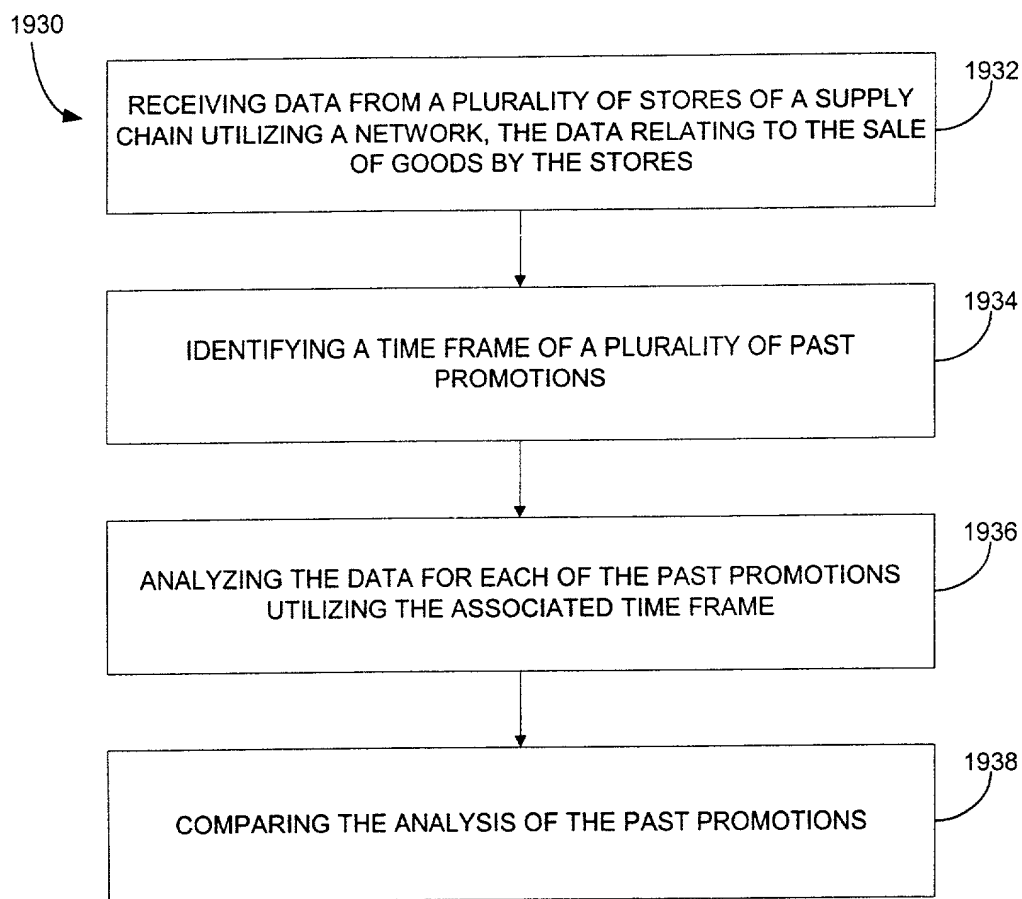 1930
1932
RECEIVING DATA FROM A PLURALITY OF STORES OF A SUPPLY
CHAIN UTILIZING A NETWORK, THE DATA RELATING TO THE SALE
OF GOODS BY THE STORES
1934
IDENTIFYING A TIME FRAME OF A PLURALITY OF PAST
PROMOTIONS
1936
ANALYZING THE DATA FOR EACH OF THE PAST PROMOTIONS
UTILIZING THE ASSOCIATED TIME FRAME
1938
COMPARING THE ANALYSIS OF THE PAST PROMOTIONS